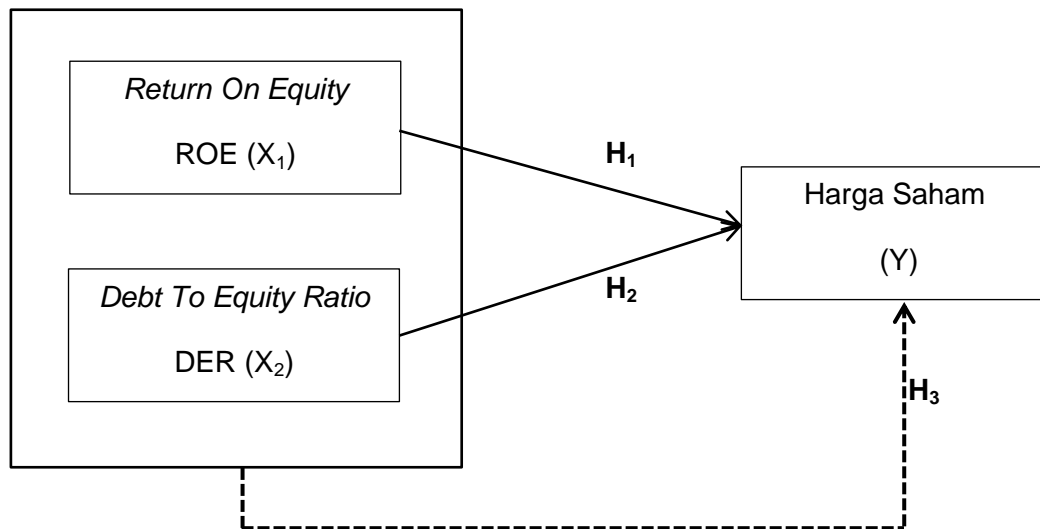 Return On Equity
ROE (X₁)
H₁
Harga Saham
(Y)
Debt To Equity Ratio
DER (X₂)
H₂
H₃